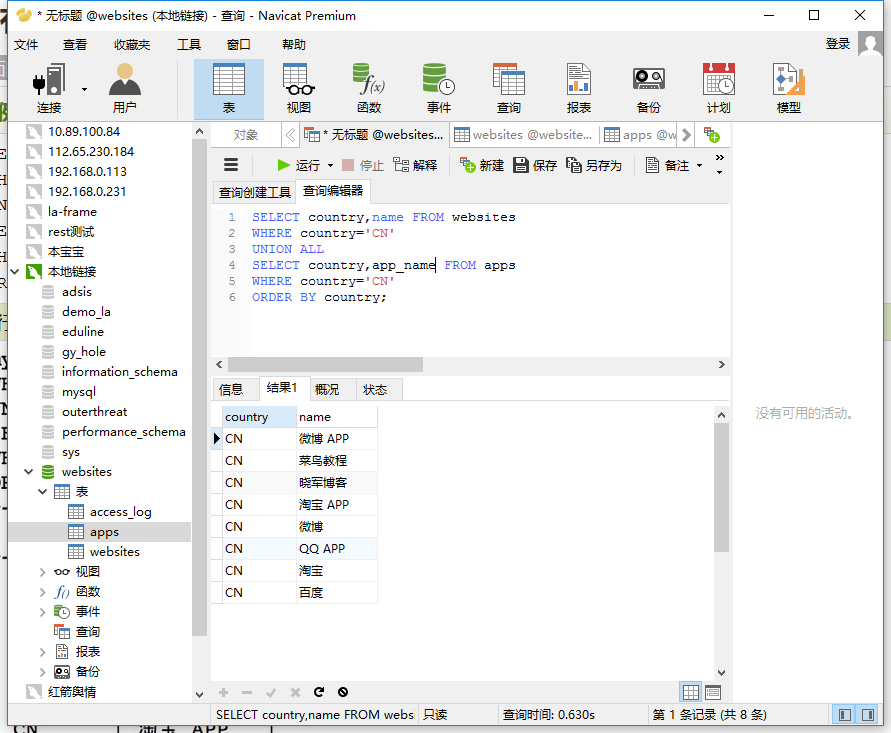 * 无标题 @websites (本地链接) - 查询 - Navicat Premium
文件 查看 收藏夹 工具 窗口 帮助 登录
连接 用户 表 视图 函数 事件 查询 报表 备份 计划 模型
10.89.100.84
112.65.230.184
192.168.0.113
192.168.0.231
la-frame
rest测试
本宝宝
本地链接
adsis
demo_la
eduline
gy_hole
information_schema
mysql
outerthreat
performance_schema
sys
websites
表
access_log
apps
websites
视图
函数
事件
查询
报表
备份
红箭舆情
对象 * 无标题 @websites... websites @website... apps @w
运行 停止 解释 新建 保存 另存为 备注
查询创建工具 查询编辑器
1 SELECT country,name FROM websites
2 WHERE country='CN'
3 UNION ALL
4 SELECT country,app_name FROM apps
5 WHERE country='CN'
6 ORDER BY country;
信息 结果1 概况 状态
country name
CN 微博 APP
CN 菜鸟教程
CN 晓军博客
CN 淘宝 APP
CN 微博
CN QQ APP
CN 淘宝
CN 百度
没有可用的活动。
SELECT country,name FROM webs 只读 查询时间: 0.630s 第 1 条记录 (共 8 条)